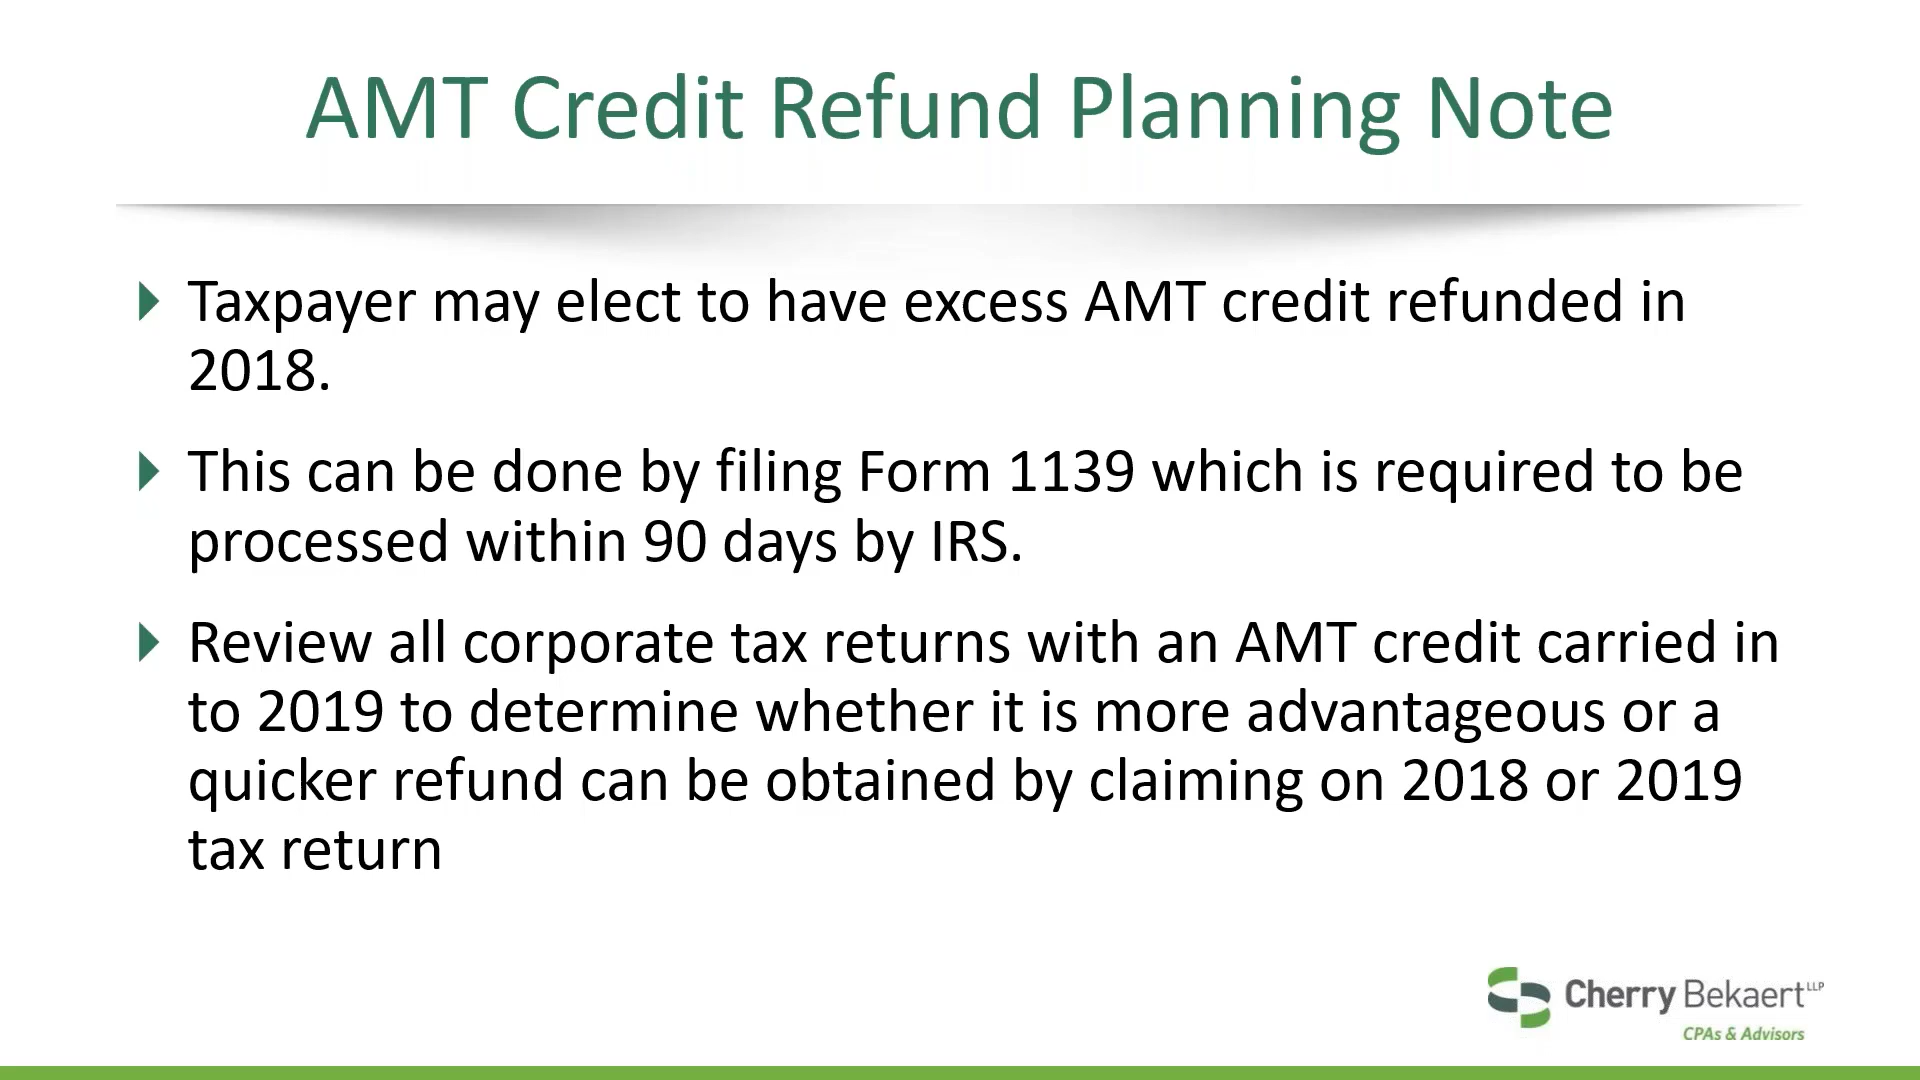 AMT Credit Refund Planning Note
Taxpayer may elect to have excess AMT credit refunded in
2018.
This can be done by filing Form 1139 which is required to be
processed within 90 days by IRS.
Review all corporate tax returns with an AMT credit carried in
to 2019 to determine whether it is more advantageous or a
quicker refund can be obtained by claiming on 2018 or 2019
tax return
Cherry Bekaert LLP
CPAs & Advisors